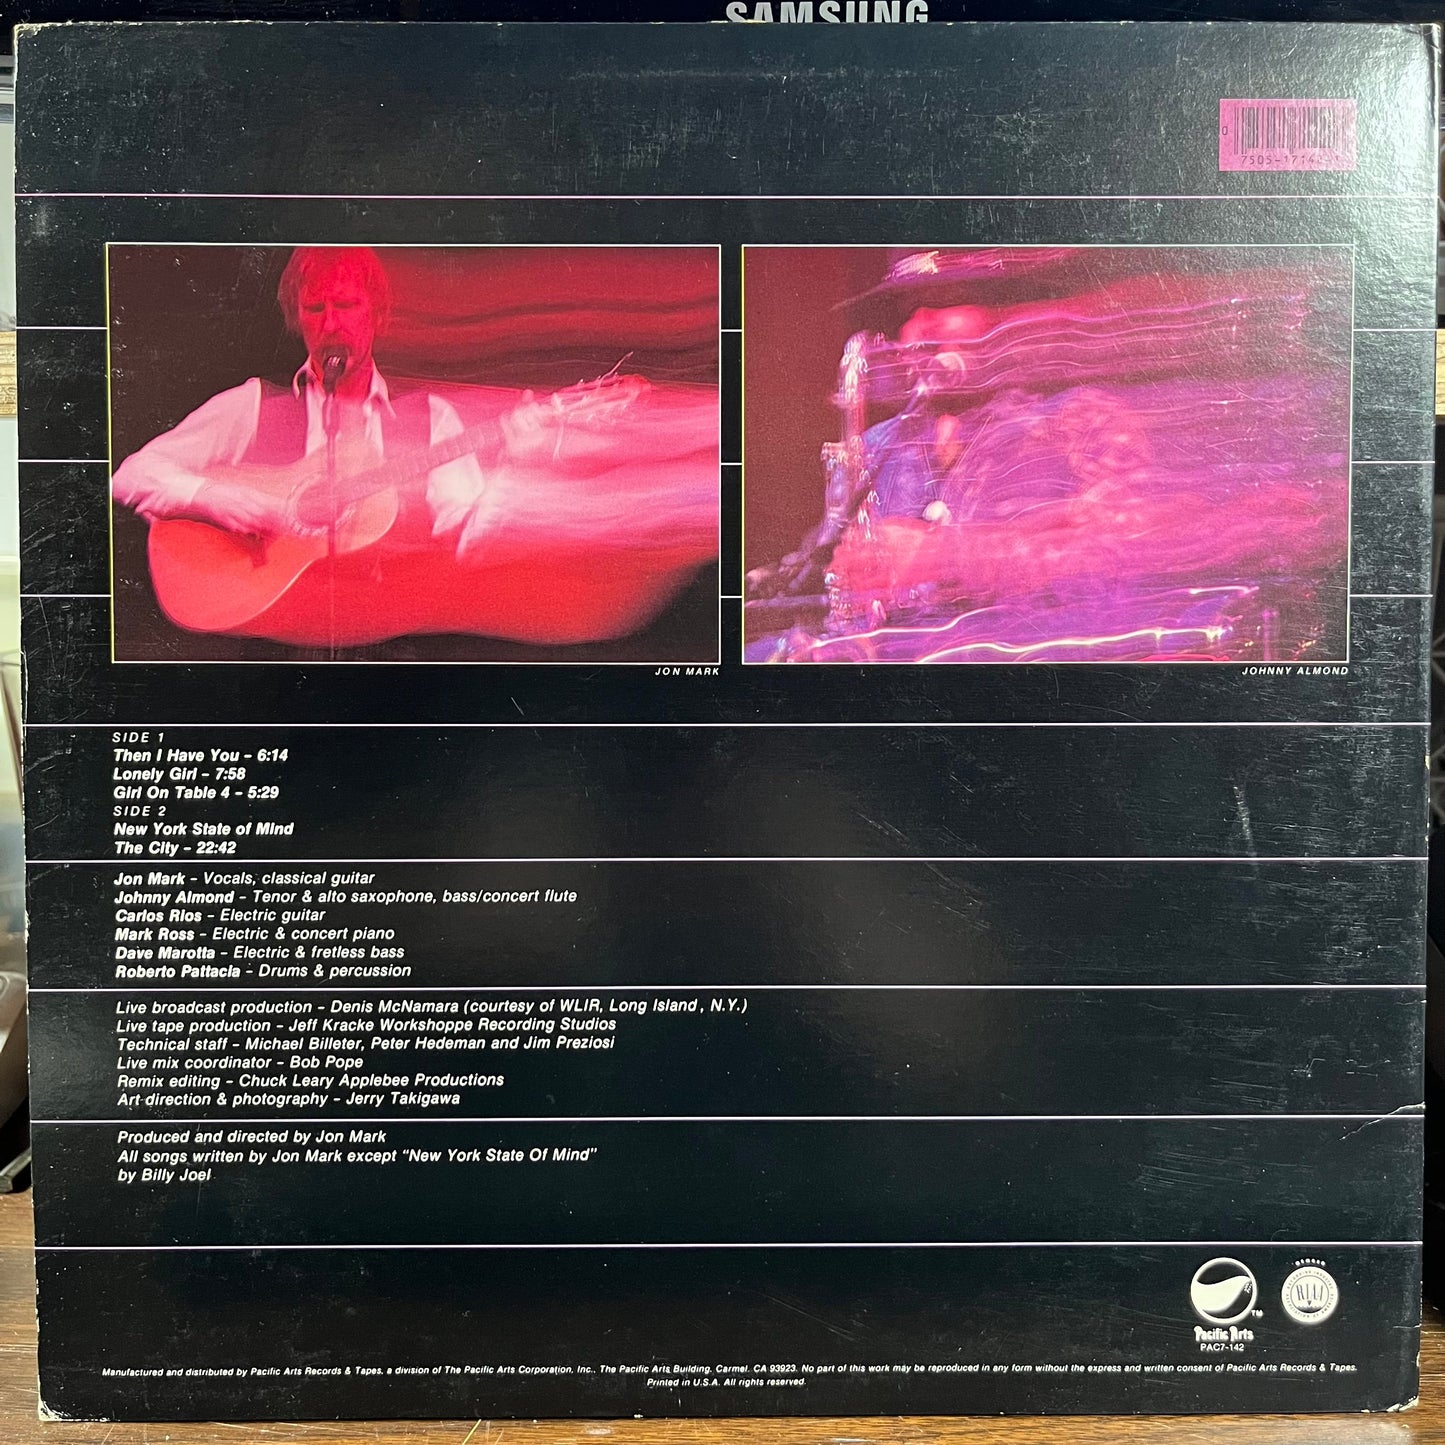 SAMSUNG
0
7505-17142-1
JON MARK
JOHNNY ALMOND
SIDE 1
Then I Have You – 6:14
Lonely Girl – 7:58
Girl On Table 4 – 5:29
SIDE 2
New York State of Mind
The City – 22:42
Jon Mark – Vocals, classical guitar
Johnny Almond – Tenor & alto saxophone, bass/concert flute
Carlos Rios – Electric guitar
Mark Ross – Electric & concert piano
Dave Marotta – Electric & fretless bass
Roberto Pattacia – Drums & percussion
Live broadcast production – Denis McNamara (courtesy of WLIR, Long Island, N.Y.)
Live tape production – Jeff Kracke Workshoppe Recording Studios
Technical staff – Michael Billeter, Peter Hedeman and Jim Preziosi
Live mix coordinator – Bob Pope
Remix editing – Chuck Leary Applebee Productions
Art direction & photography – Jerry Takigawa
Produced and directed by Jon Mark
All songs written by Jon Mark except "New York State Of Mind"
by Billy Joel
TM
Pacific Arts
PAC7-142
Manufactured and distributed by Pacific Arts Records & Tapes, a division of The Pacific Arts Corporation, Inc., The Pacific Arts Building, Carmel, CA 93923. No part of this work may be reproduced in any form without the express and written consent of Pacific Arts Records & Tapes.
Printed in U.S.A. All rights reserved.